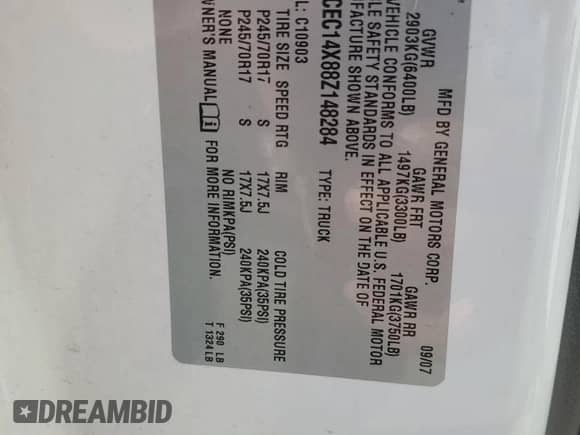 MFD BY GENERAL MOTORS CORP. 09/07
GVWR GAWR FRT GAWR RR
2903KG(6400LB) 1497KG(3300LB) 1701KG(3750LB)
VEHICLE CONFORMS TO ALL APPLICABLE U.S. FEDERAL MOTOR
LE SAFETY STANDARDS IN EFFECT ON THE DATE OF
FACTURE SHOWN ABOVE.
CEC14X88Z148284 TYPE: TRUCK
L: C10903
TIRE SIZE SPEED RTG RIM COLD TIRE PRESSURE
P245/70R17 S 17X7.5J 240KPA(35PSI)
P245/70R17 S 17X7.5J 240KPA(35PSI)
NONE NO RIMKPA(PSI)
WNER'S MANUAL i FOR MORE INFORMATION.
F 290 LB
T 1324 LB
DREAMBID